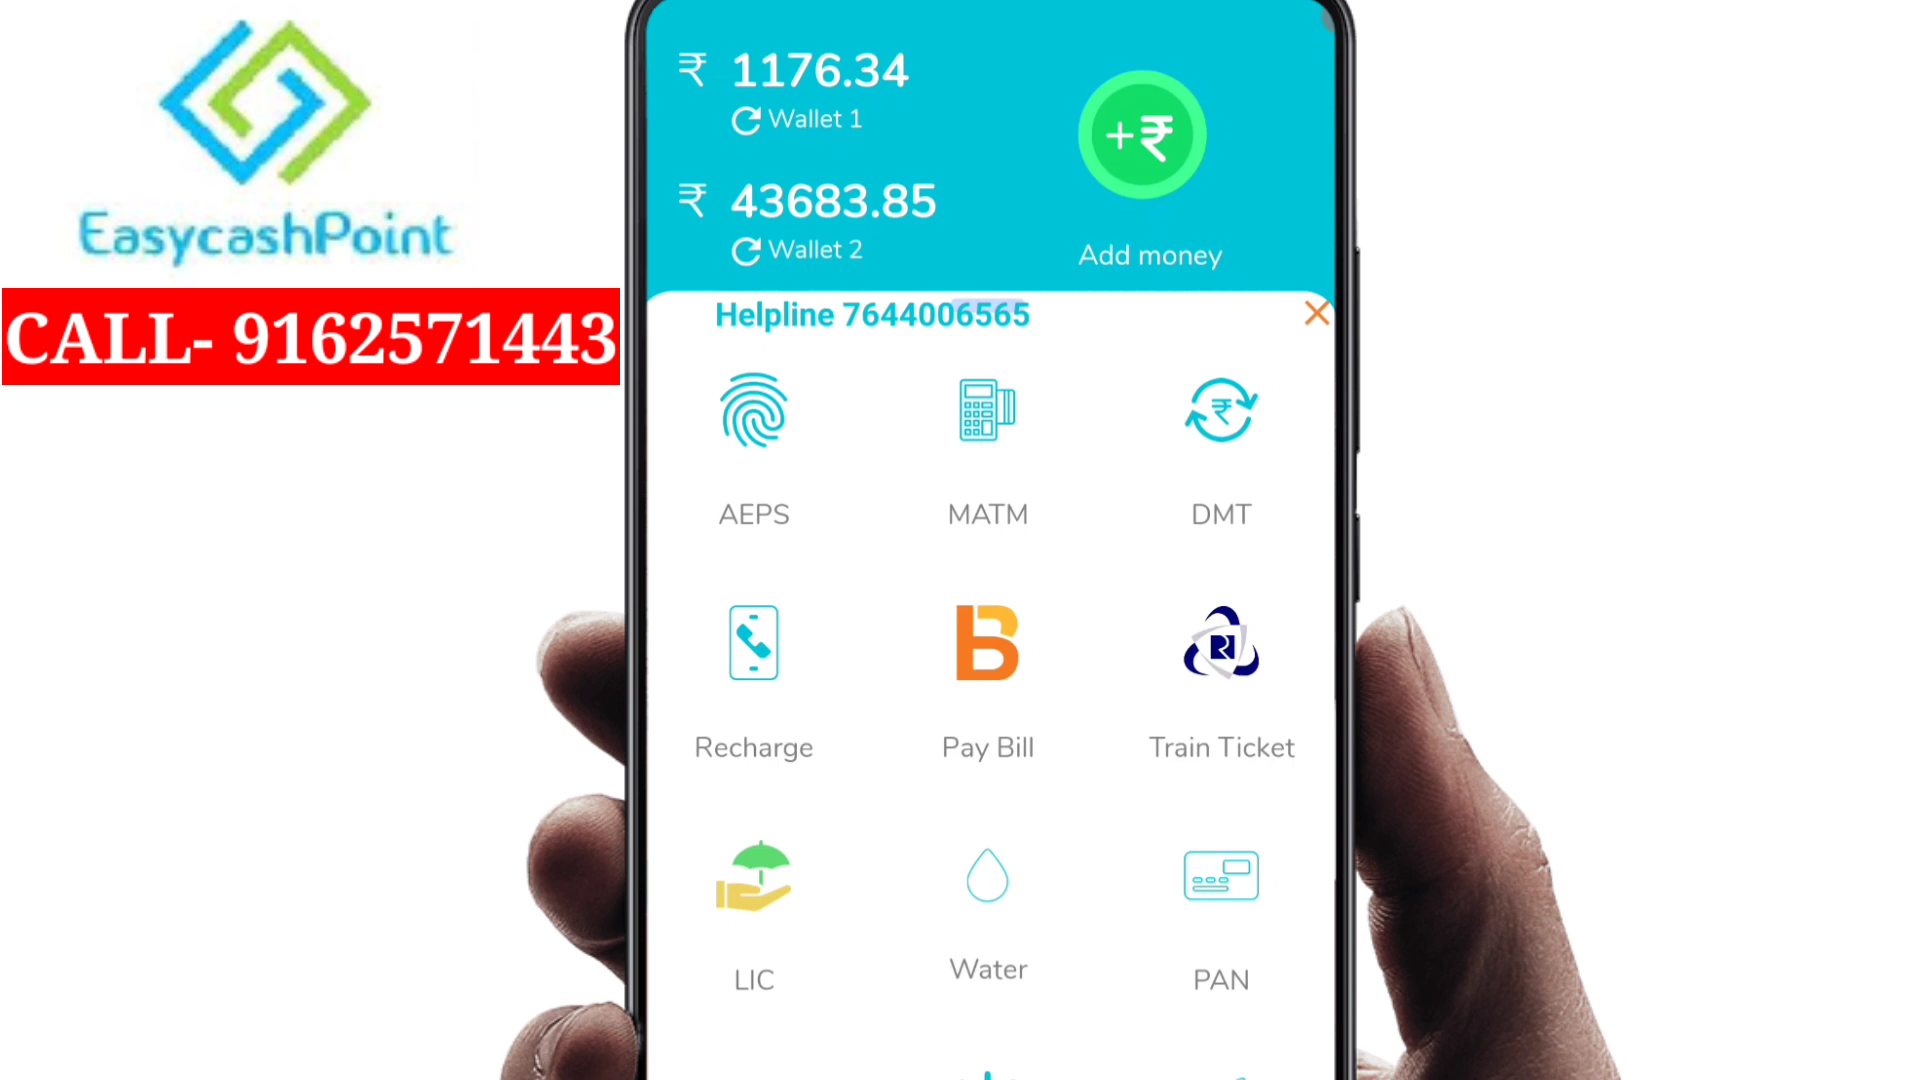 EasycashPoint
CALL- 9162571443
₹ 1176.34
Wallet 1
₹ 43683.85
Wallet 2
+₹
Add money
Helpline 7644006565
AEPS
MATM
DMT
Recharge
Pay Bill
Train Ticket
LIC
Water
PAN